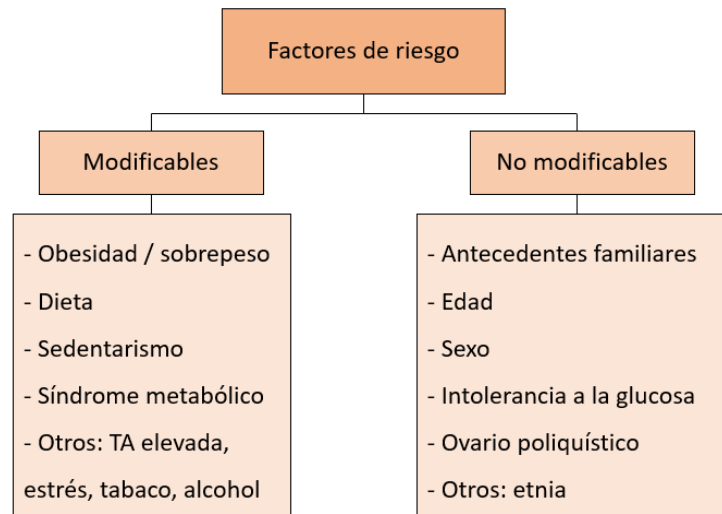 Factores de riesgo
Modificables
No modificables
- Obesidad / sobrepeso
- Dieta
- Sedentarismo
- Síndrome metabólico
- Otros: TA elevada,
estrés, tabaco, alcohol
- Antecedentes familiares
- Edad
- Sexo
- Intolerancia a la glucosa
- Ovario poliquístico
- Otros: etnia